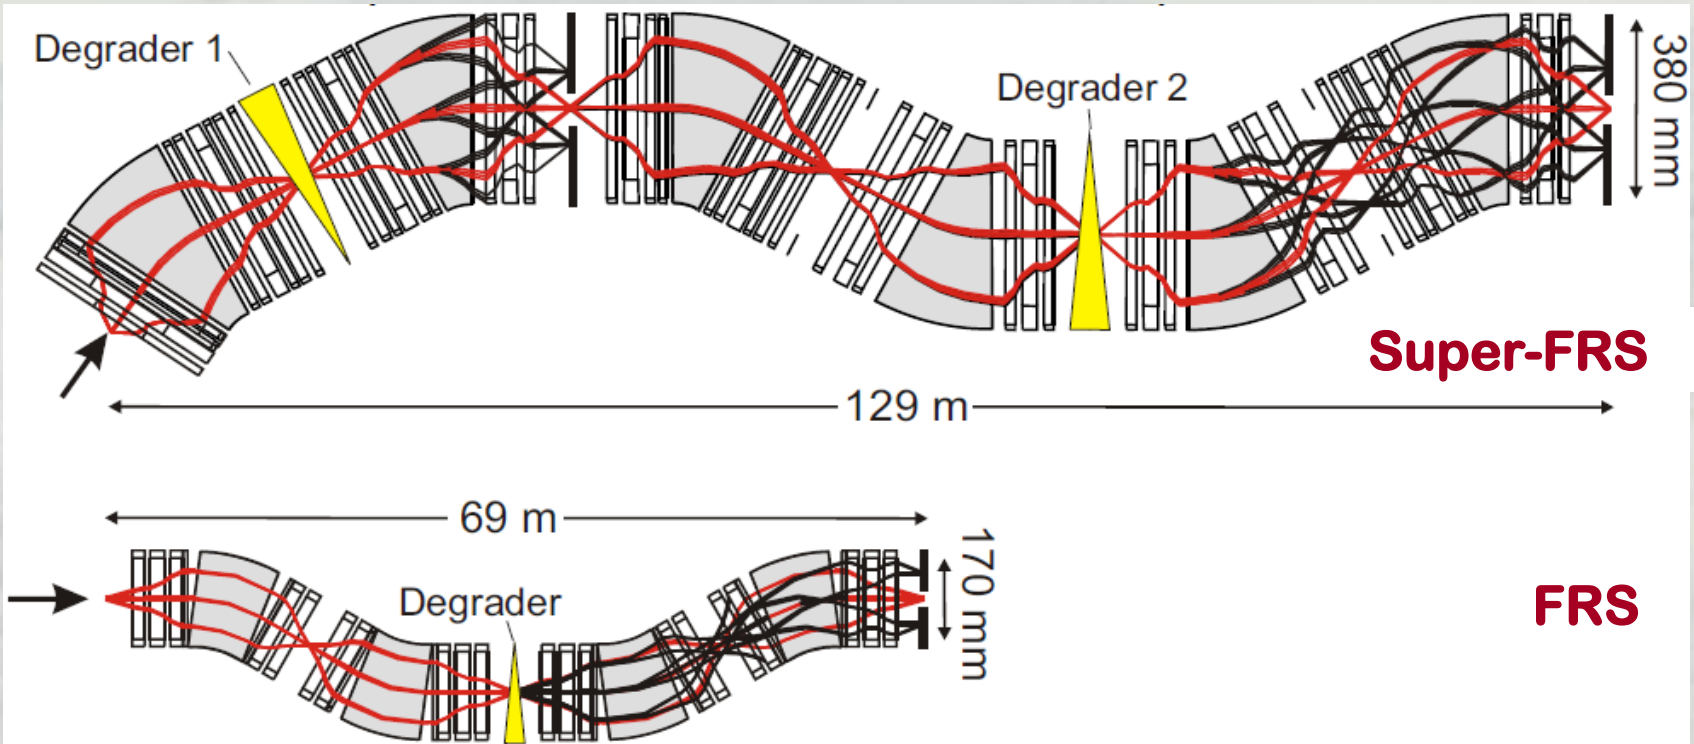 Degrader 1
Degrader 2
380 mm
Super-FRS
129 m
69 m
170 mm
Degrader
FRS